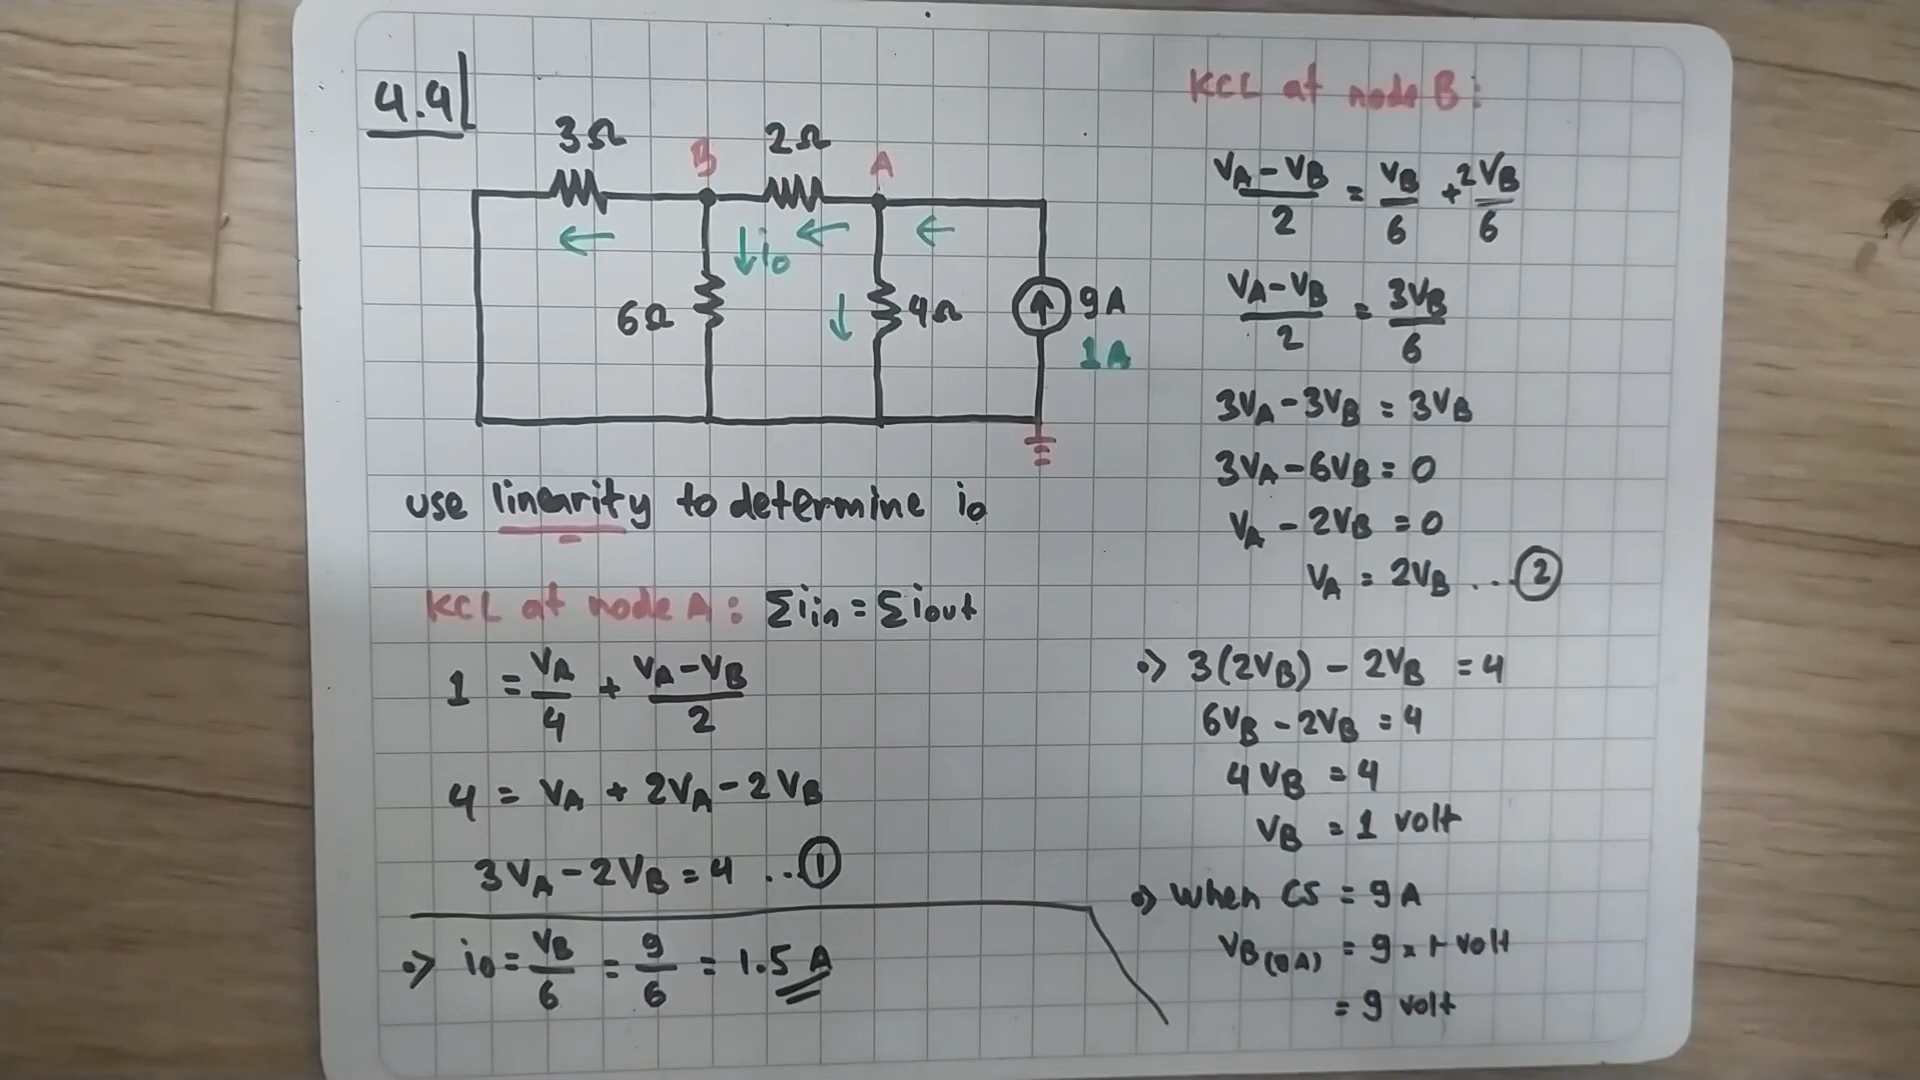 4.4
3Ω
B
2Ω
A
i₀
6Ω
4Ω
9A
1A
use linearity to determine i₀
KCL at node A: Σiin = Σiout
1 = VA/4 + (VA-VB)/2
4 = VA + 2VA - 2VB
3VA - 2VB = 4 ...①
=> i₀ = VB/6 = 9/6 = 1.5 A
KCL at node B:
(VA-VB)/2 = VB/6 + 2VB/6
(VA-VB)/2 = 3VB/6
3VA - 3VB = 3VB
3VA - 6VB = 0
VA - 2VB = 0
VA = 2VB ...②
=> 3(2VB) - 2VB = 4
6VB - 2VB = 4
4VB = 4
VB = 1 volt
=> when CS = 9A
VB(9A) = 9 x 1 volt
= 9 volt